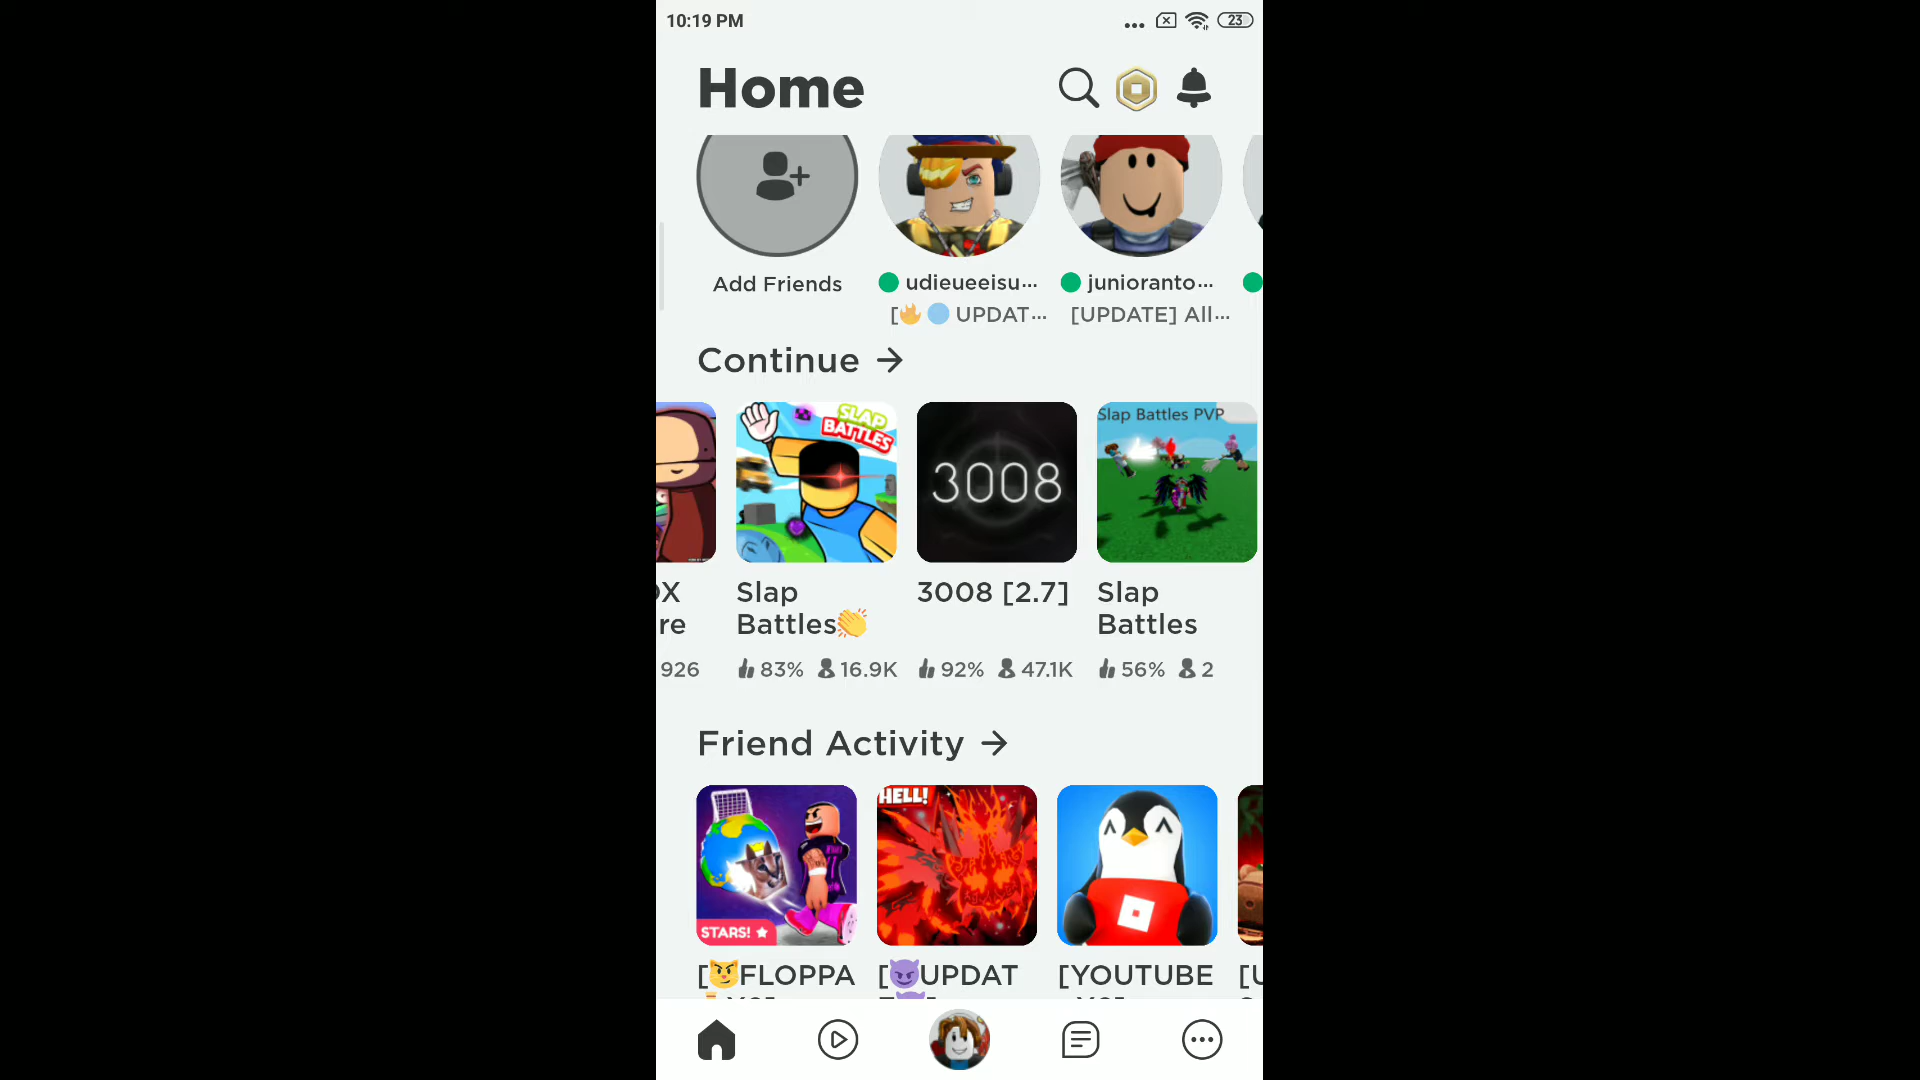 10:19 PM
23
Home
Add Friends
udieueeisu...
junioranto...
[🔥🔵 UPDAT...
[UPDATE] All...
Continue →
SLAP
BATTLES
3008
Slap Battles PVP
X
re
926
Slap
Battles👏
83% 16.9K
3008 [2.7]
92% 47.1K
Slap
Battles
56% 2
Friend Activity →
STARS!
HELL!
[😼FLOPPA
[😈UPDAT
[YOUTUBE